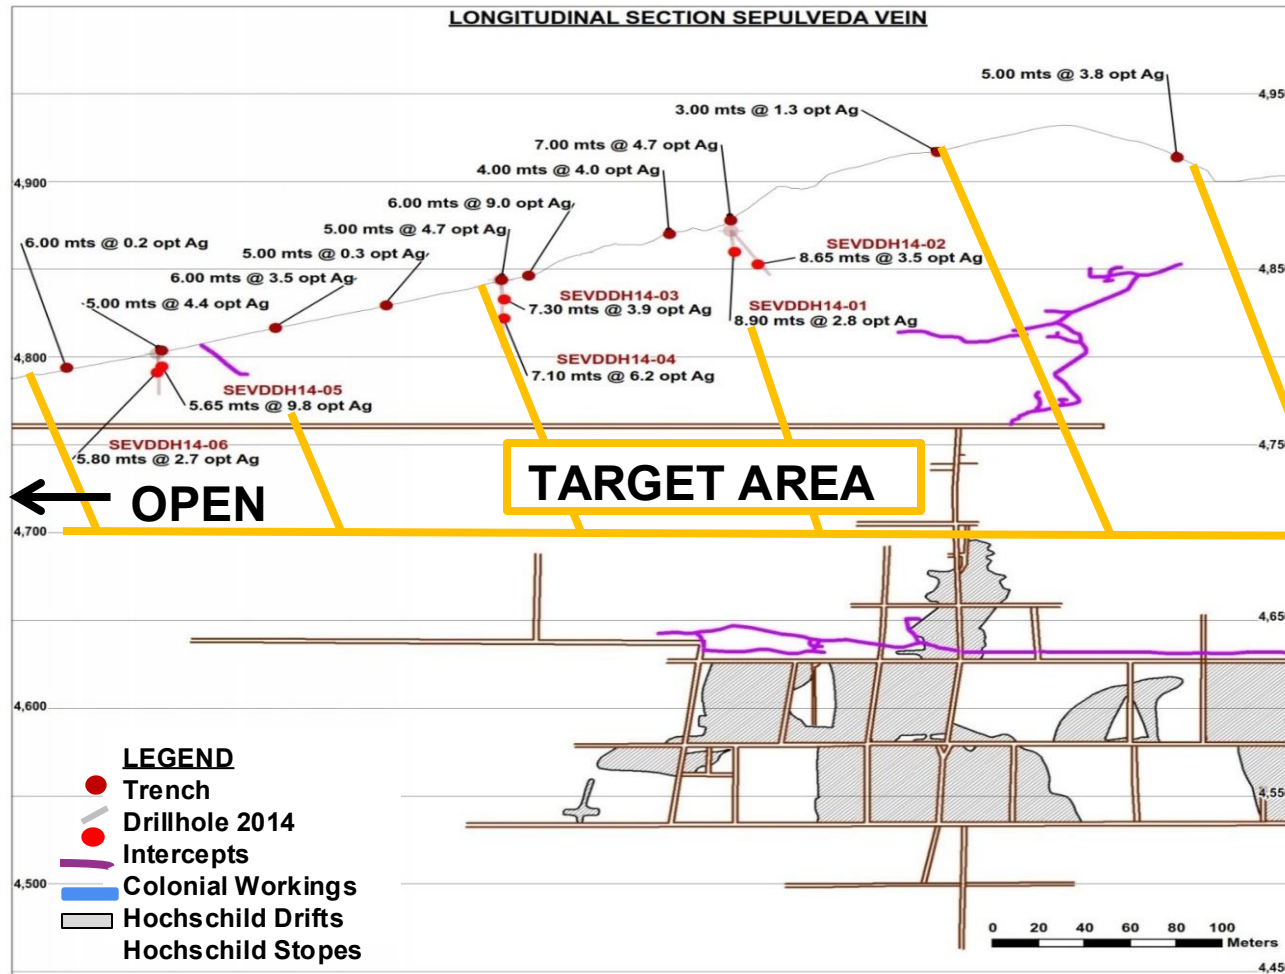 LONGITUDINAL SECTION SEPULVEDA VEIN
5.00 mts @ 3.8 opt Ag
4,95
3.00 mts @ 1.3 opt Ag
7.00 mts @ 4.7 opt Ag
4.00 mts @ 4.0 opt Ag
4,900
6.00 mts @ 9.0 opt Ag
5.00 mts @ 4.7 opt Ag
6.00 mts @ 0.2 opt Ag
5.00 mts @ 0.3 opt Ag
6.00 mts @ 3.5 opt Ag
5.00 mts @ 4.4 opt Ag
SEVDDH14-02
8.65 mts @ 3.5 opt Ag
4,85
SEVDDH14-03
7.30 mts @ 3.9 opt Ag
SEVDDH14-01
8.90 mts @ 2.8 opt Ag
4,800
SEVDDH14-04
7.10 mts @ 6.2 opt Ag
SEVDDH14-05
5.65 mts @ 9.8 opt Ag
SEVDDH14-06
5.80 mts @ 2.7 opt Ag
4,75
TARGET AREA
OPEN
4,700
4,65
4,600
LEGEND
Trench
Drillhole 2014
Intercepts
Colonial Workings
Hochschild Drifts
Hochschild Stopes
4,55
4,500
0 20 40 60 80 100
Meters
4,45